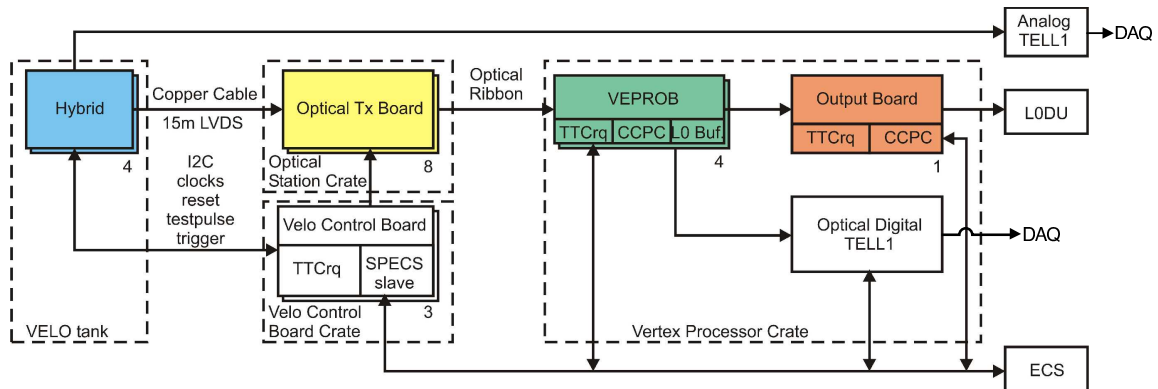 Analog
TELL1
DAQ
Hybrid
4
VELO tank
Copper Cable
15m LVDS
I2C
clocks
reset
testpulse
trigger
Optical Tx Board
8
Optical
Station Crate
Velo Control Board
TTCrq
SPECS
slave
3
Velo Control
Board Crate
Optical
Ribbon
VEPROB
TTCrq
CCPC
L0 Buf.
4
Output Board
TTCrq
CCPC
1
L0DU
Optical Digital
TELL1
DAQ
Vertex Processor Crate
ECS